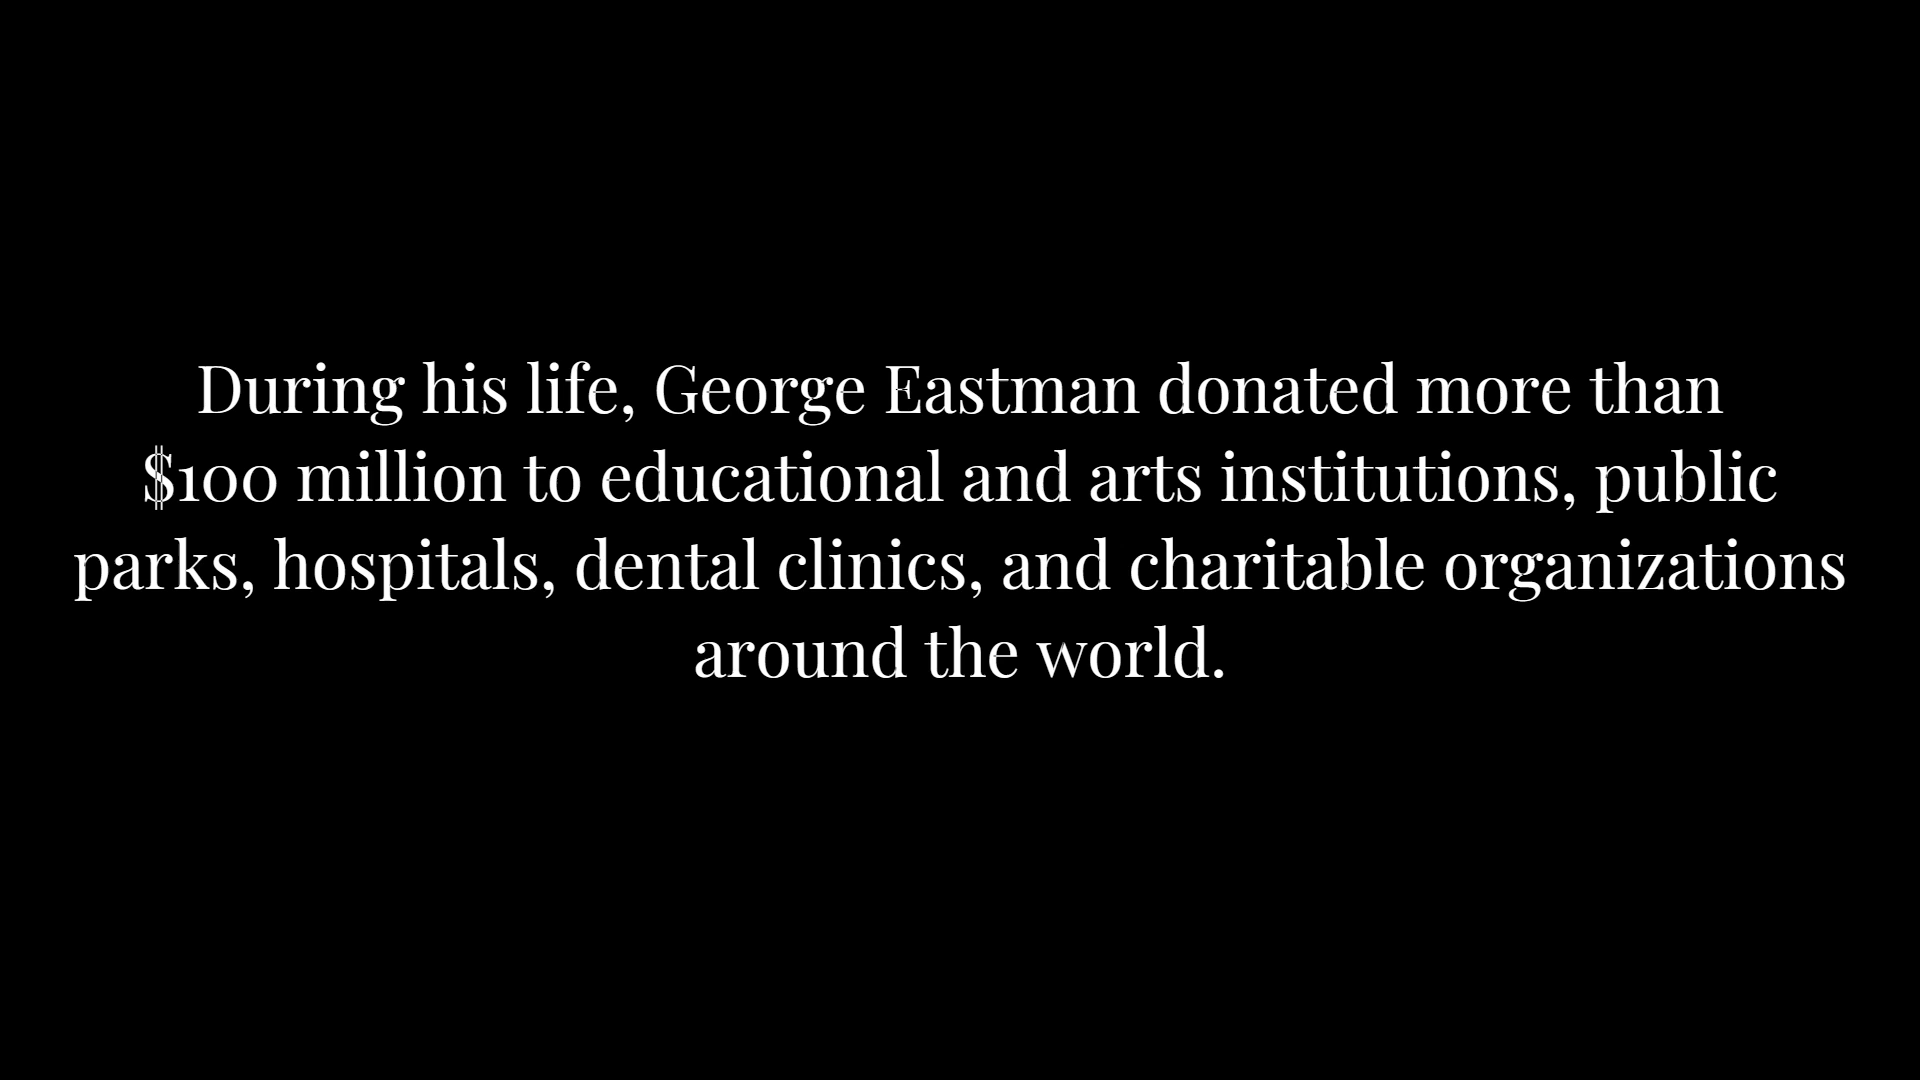 During his life, George Eastman donated more than
$100 million to educational and arts institutions, public
parks, hospitals, dental clinics, and charitable organizations
around the world.